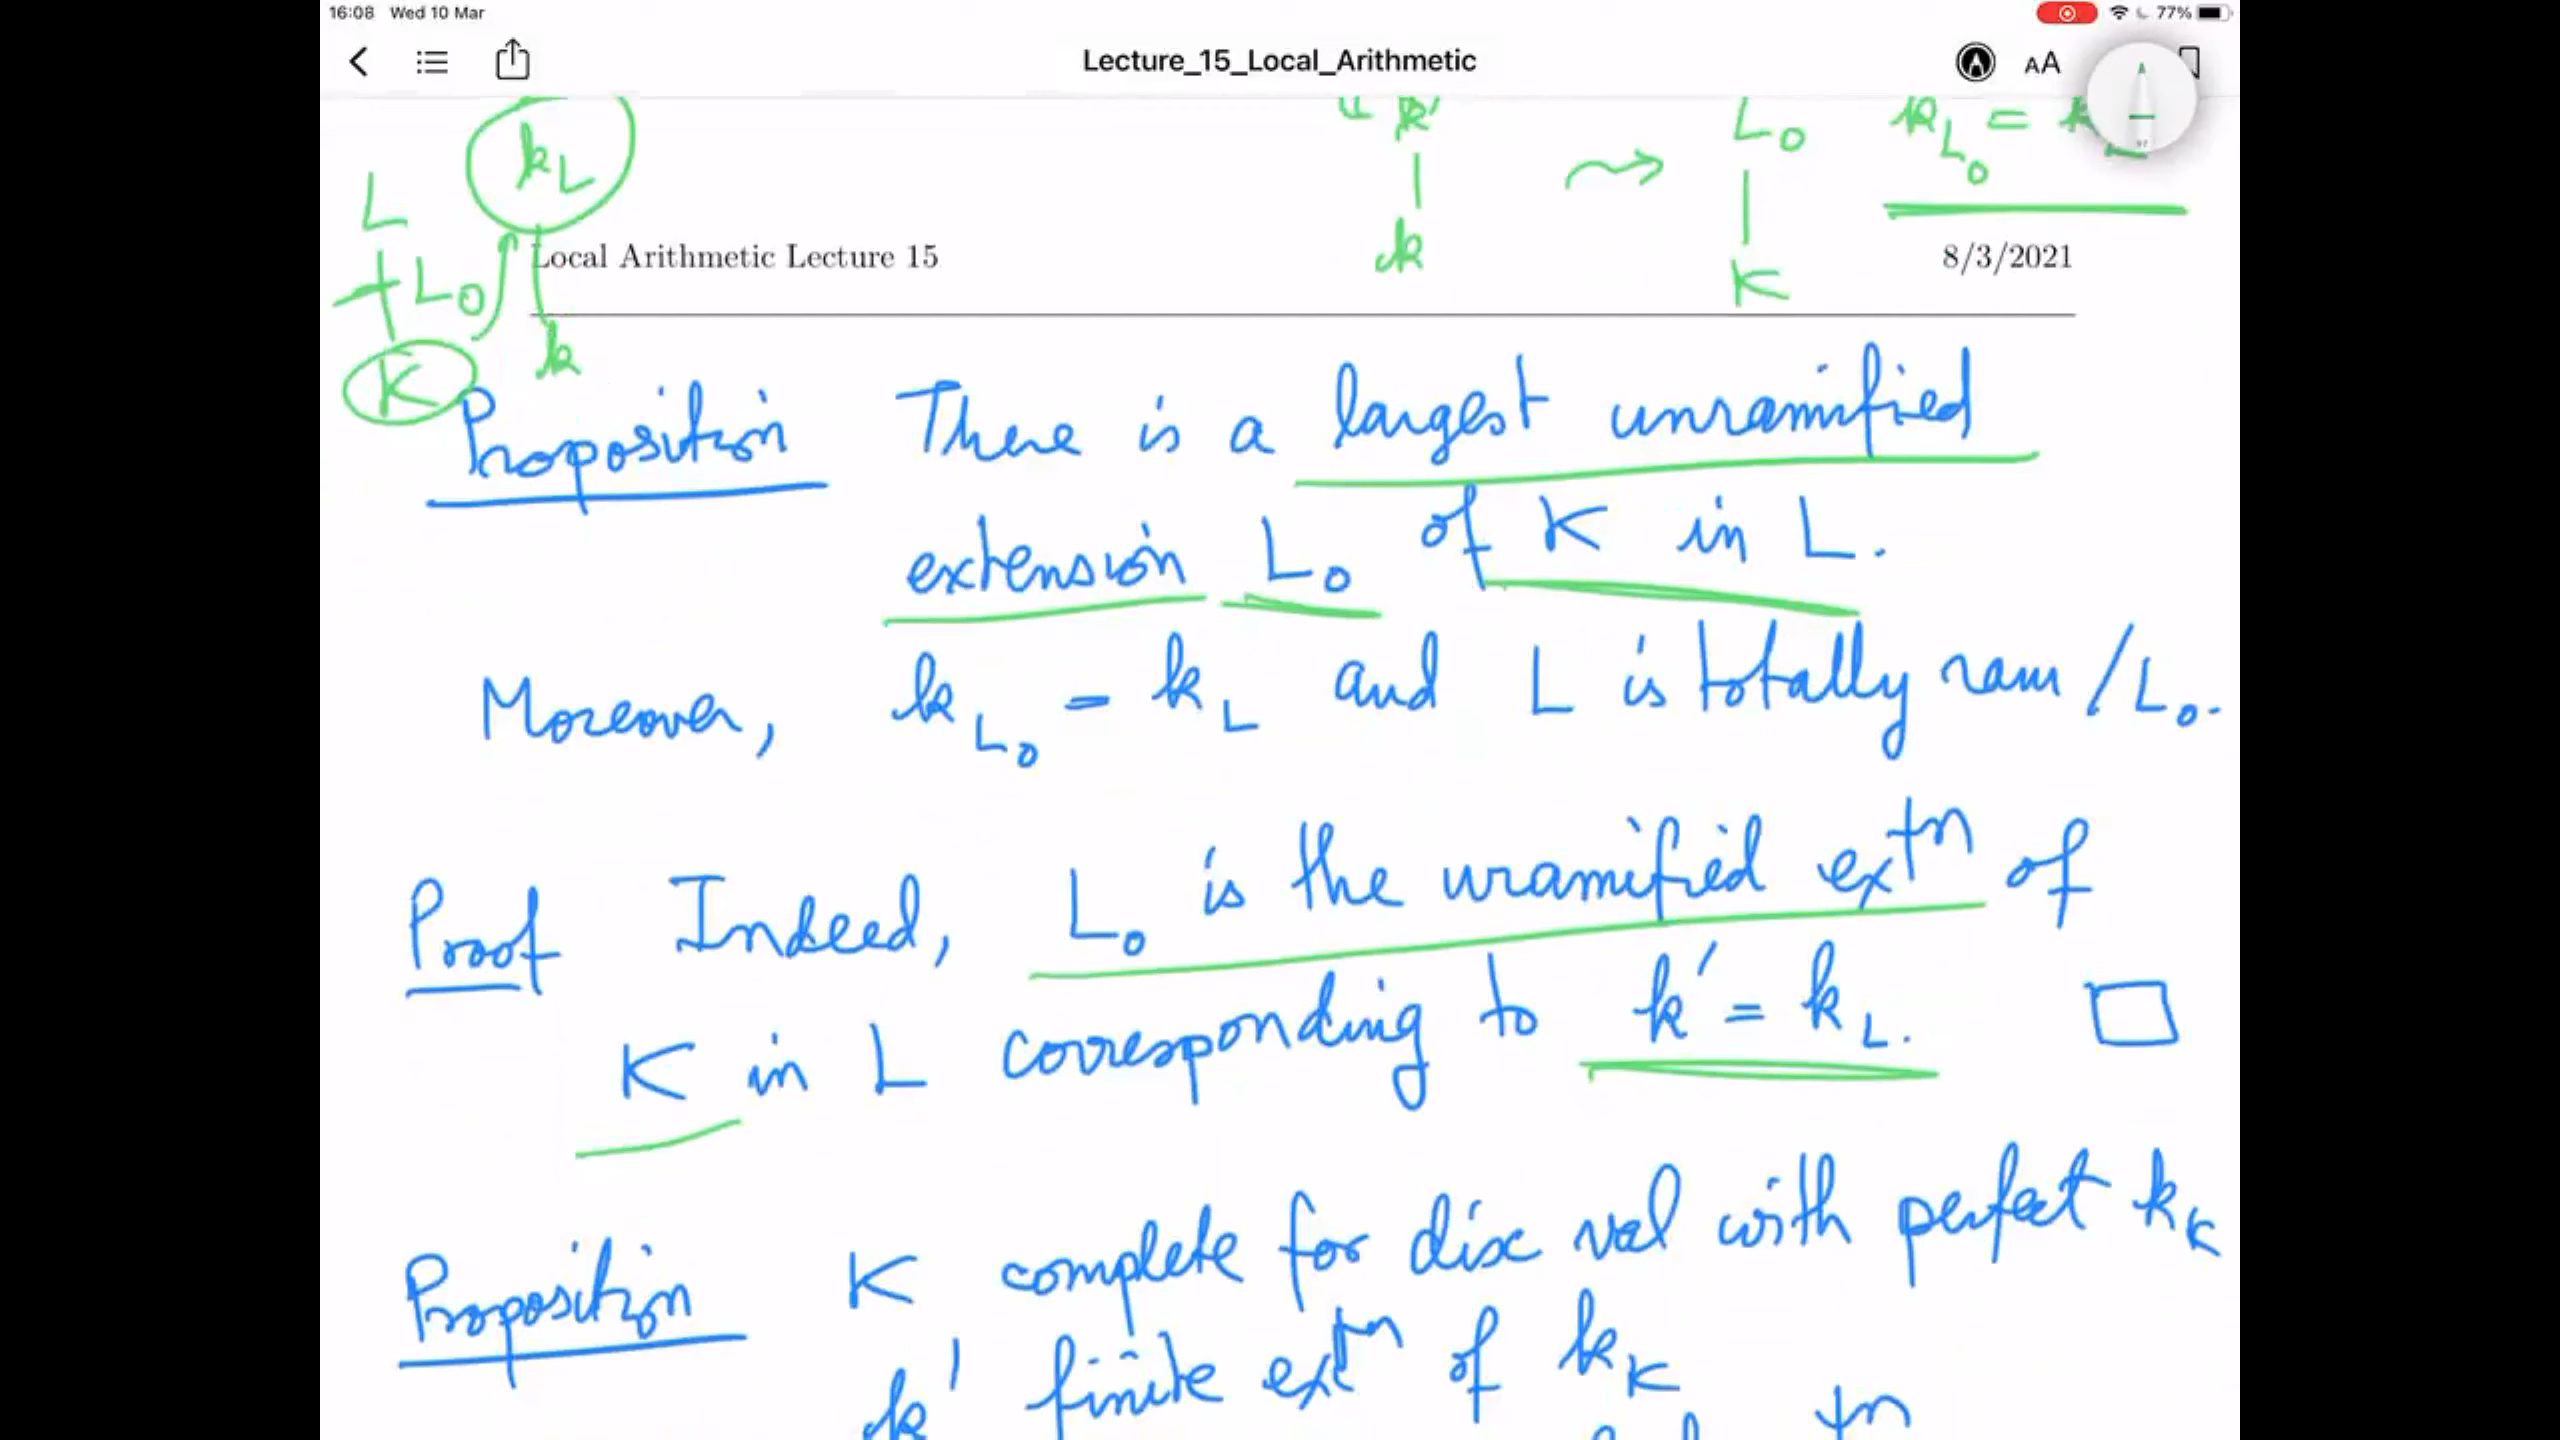 16:08 Wed 10 Mar
77%
Lecture_15_Local_Arithmetic
AA
k_L
k'
L_0
k_{L_0} =
L
L_0
K
k
k
K
Local Arithmetic Lecture 15
8/3/2021
Proposition There is a largest unramified
extension L_0 of K in L.
Moreover, k_{L_0} = k_L and L is totally ram / L_0.
Proof Indeed, L_0 is the uramified ext^n of
K in L corresponding to k' = k_L. □
Proposition K complete for disc val with perfect k_K
k' finite ext^n of k_K